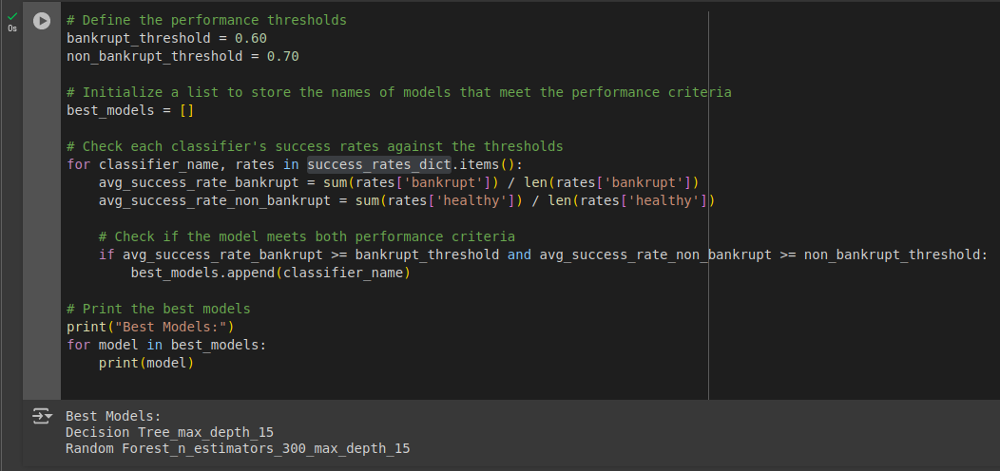 0s
# Define the performance thresholds
bankrupt_threshold = 0.60
non_bankrupt_threshold = 0.70
# Initialize a list to store the names of models that meet the performance criteria
best_models = []
# Check each classifier's success rates against the thresholds
for classifier_name, rates in success_rates_dict.items():
    avg_success_rate_bankrupt = sum(rates['bankrupt']) / len(rates['bankrupt'])
    avg_success_rate_non_bankrupt = sum(rates['healthy']) / len(rates['healthy'])
    # Check if the model meets both performance criteria
    if avg_success_rate_bankrupt >= bankrupt_threshold and avg_success_rate_non_bankrupt >= non_bankrupt_threshold:
        best_models.append(classifier_name)
# Print the best models
print("Best Models:")
for model in best_models:
    print(model)
Best Models:
Decision Tree_max_depth_15
Random Forest_n_estimators_300_max_depth_15